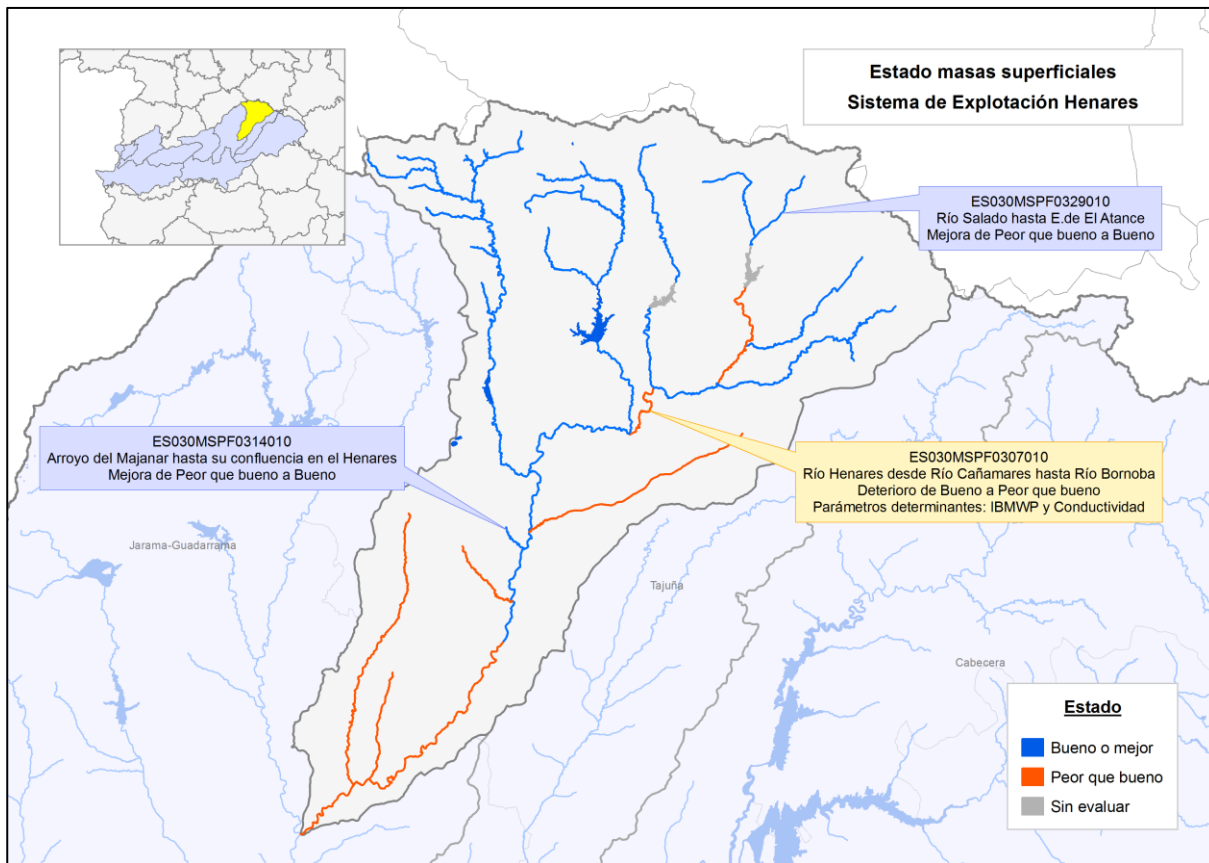 Estado masas superficiales
Sistema de Explotación Henares
ES030MSPF0329010
Río Salado hasta E.de El Atance
Mejora de Peor que bueno a Bueno
ES030MSPF0314010
Arroyo del Majanar hasta su confluencia en el Henares
Mejora de Peor que bueno a Bueno
ES030MSPF0307010
Río Henares desde Río Cañamares hasta Río Bornoba
Deterioro de Bueno a Peor que bueno
Parámetros determinantes: IBMWP y Conductividad
Jarama-Guadarrama
Tajuña
Cabecera
Estado
Bueno o mejor
Peor que bueno
Sin evaluar